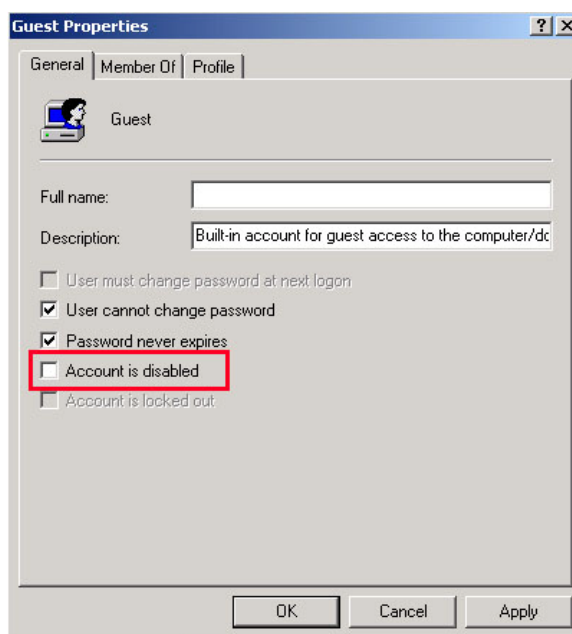 Guest Properties
General Member Of Profile
Guest
Full name:
Description: Built-in account for guest access to the computer/dc
User must change password at next logon
User cannot change password
Password never expires
Account is disabled
Account is locked out
OK Cancel Apply